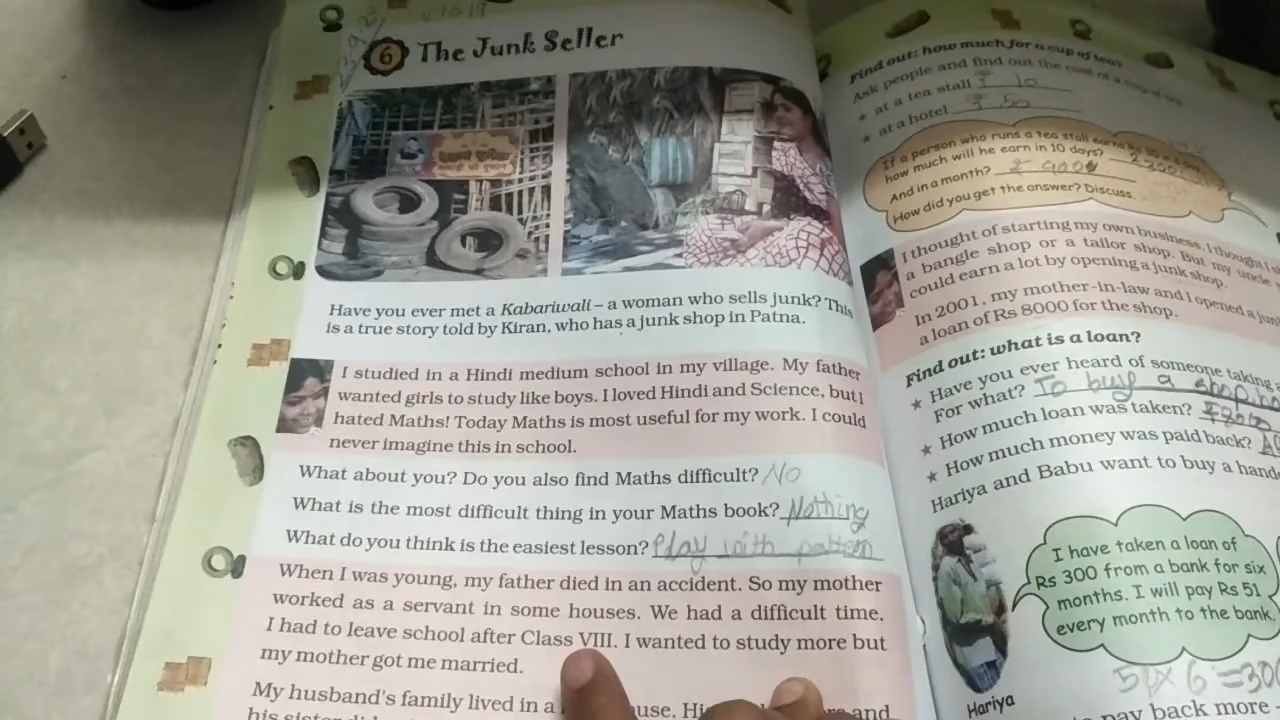 6 The Junk Seller
Have you ever met a Kabariwali – a woman who sells junk? This
is a true story told by Kiran, who has a junk shop in Patna.
I studied in a Hindi medium school in my village. My father
wanted girls to study like boys. I loved Hindi and Science, but I
hated Maths! Today Maths is most useful for my work. I could
never imagine this in school.
What about you? Do you also find Maths difficult? NO
What is the most difficult thing in your Maths book? Nothing
What do you think is the easiest lesson? Play with pattern
When I was young, my father died in an accident. So my mother
worked as a servant in some houses. We had a difficult time.
I had to leave school after Class VIII. I wanted to study more but
my mother got me married.
My husband's family lived in a
and
his sister
Find out: how much for a cup of tea?
Ask people and find out the cost of a cup of tea
★ at a tea stall ₹ 10
★ at a hotel ₹ 50
If a person who runs a tea stall earns Rs
how much will he earn in 10 days?
And in a month?
How did you get the answer? Discuss.
I thought of starting my own business. I thought I
a bangle shop or a tailor shop. But my uncle
could earn a lot by opening a junk shop.
In 2001, my mother-in-law and I opened a
a loan of Rs 8000 for the shop.
Find out: what is a loan?
★ Have you ever heard of someone taking
For what? To buy a shop
★ How much loan was taken?
★ How much money was paid back?
Hariya and Babu want to buy a
I have taken a loan of
Rs 300 from a bank for six
months. I will pay Rs 51
every month to the bank.
Hariya
51 × 6 =
pay back more